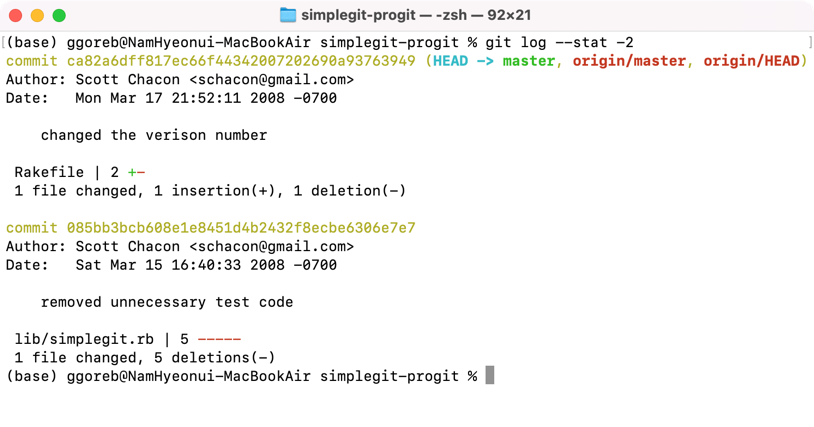 simplegit-progit — -zsh — 92×21
(base) ggoreb@NamHyeonui-MacBookAir simplegit-progit % git log --stat -2
commit ca82a6dff817ec66f44342007202690a93763949 (HEAD -> master, origin/master, origin/HEAD)
Author: Scott Chacon <schacon@gmail.com>
Date:   Mon Mar 17 21:52:11 2008 -0700
    changed the verison number
 Rakefile | 2 +-
 1 file changed, 1 insertion(+), 1 deletion(-)
commit 085bb3bcb608e1e8451d4b2432f8ecbe6306e7e7
Author: Scott Chacon <schacon@gmail.com>
Date:   Sat Mar 15 16:40:33 2008 -0700
    removed unnecessary test code
 lib/simplegit.rb | 5 -----
 1 file changed, 5 deletions(-)
(base) ggoreb@NamHyeonui-MacBookAir simplegit-progit %